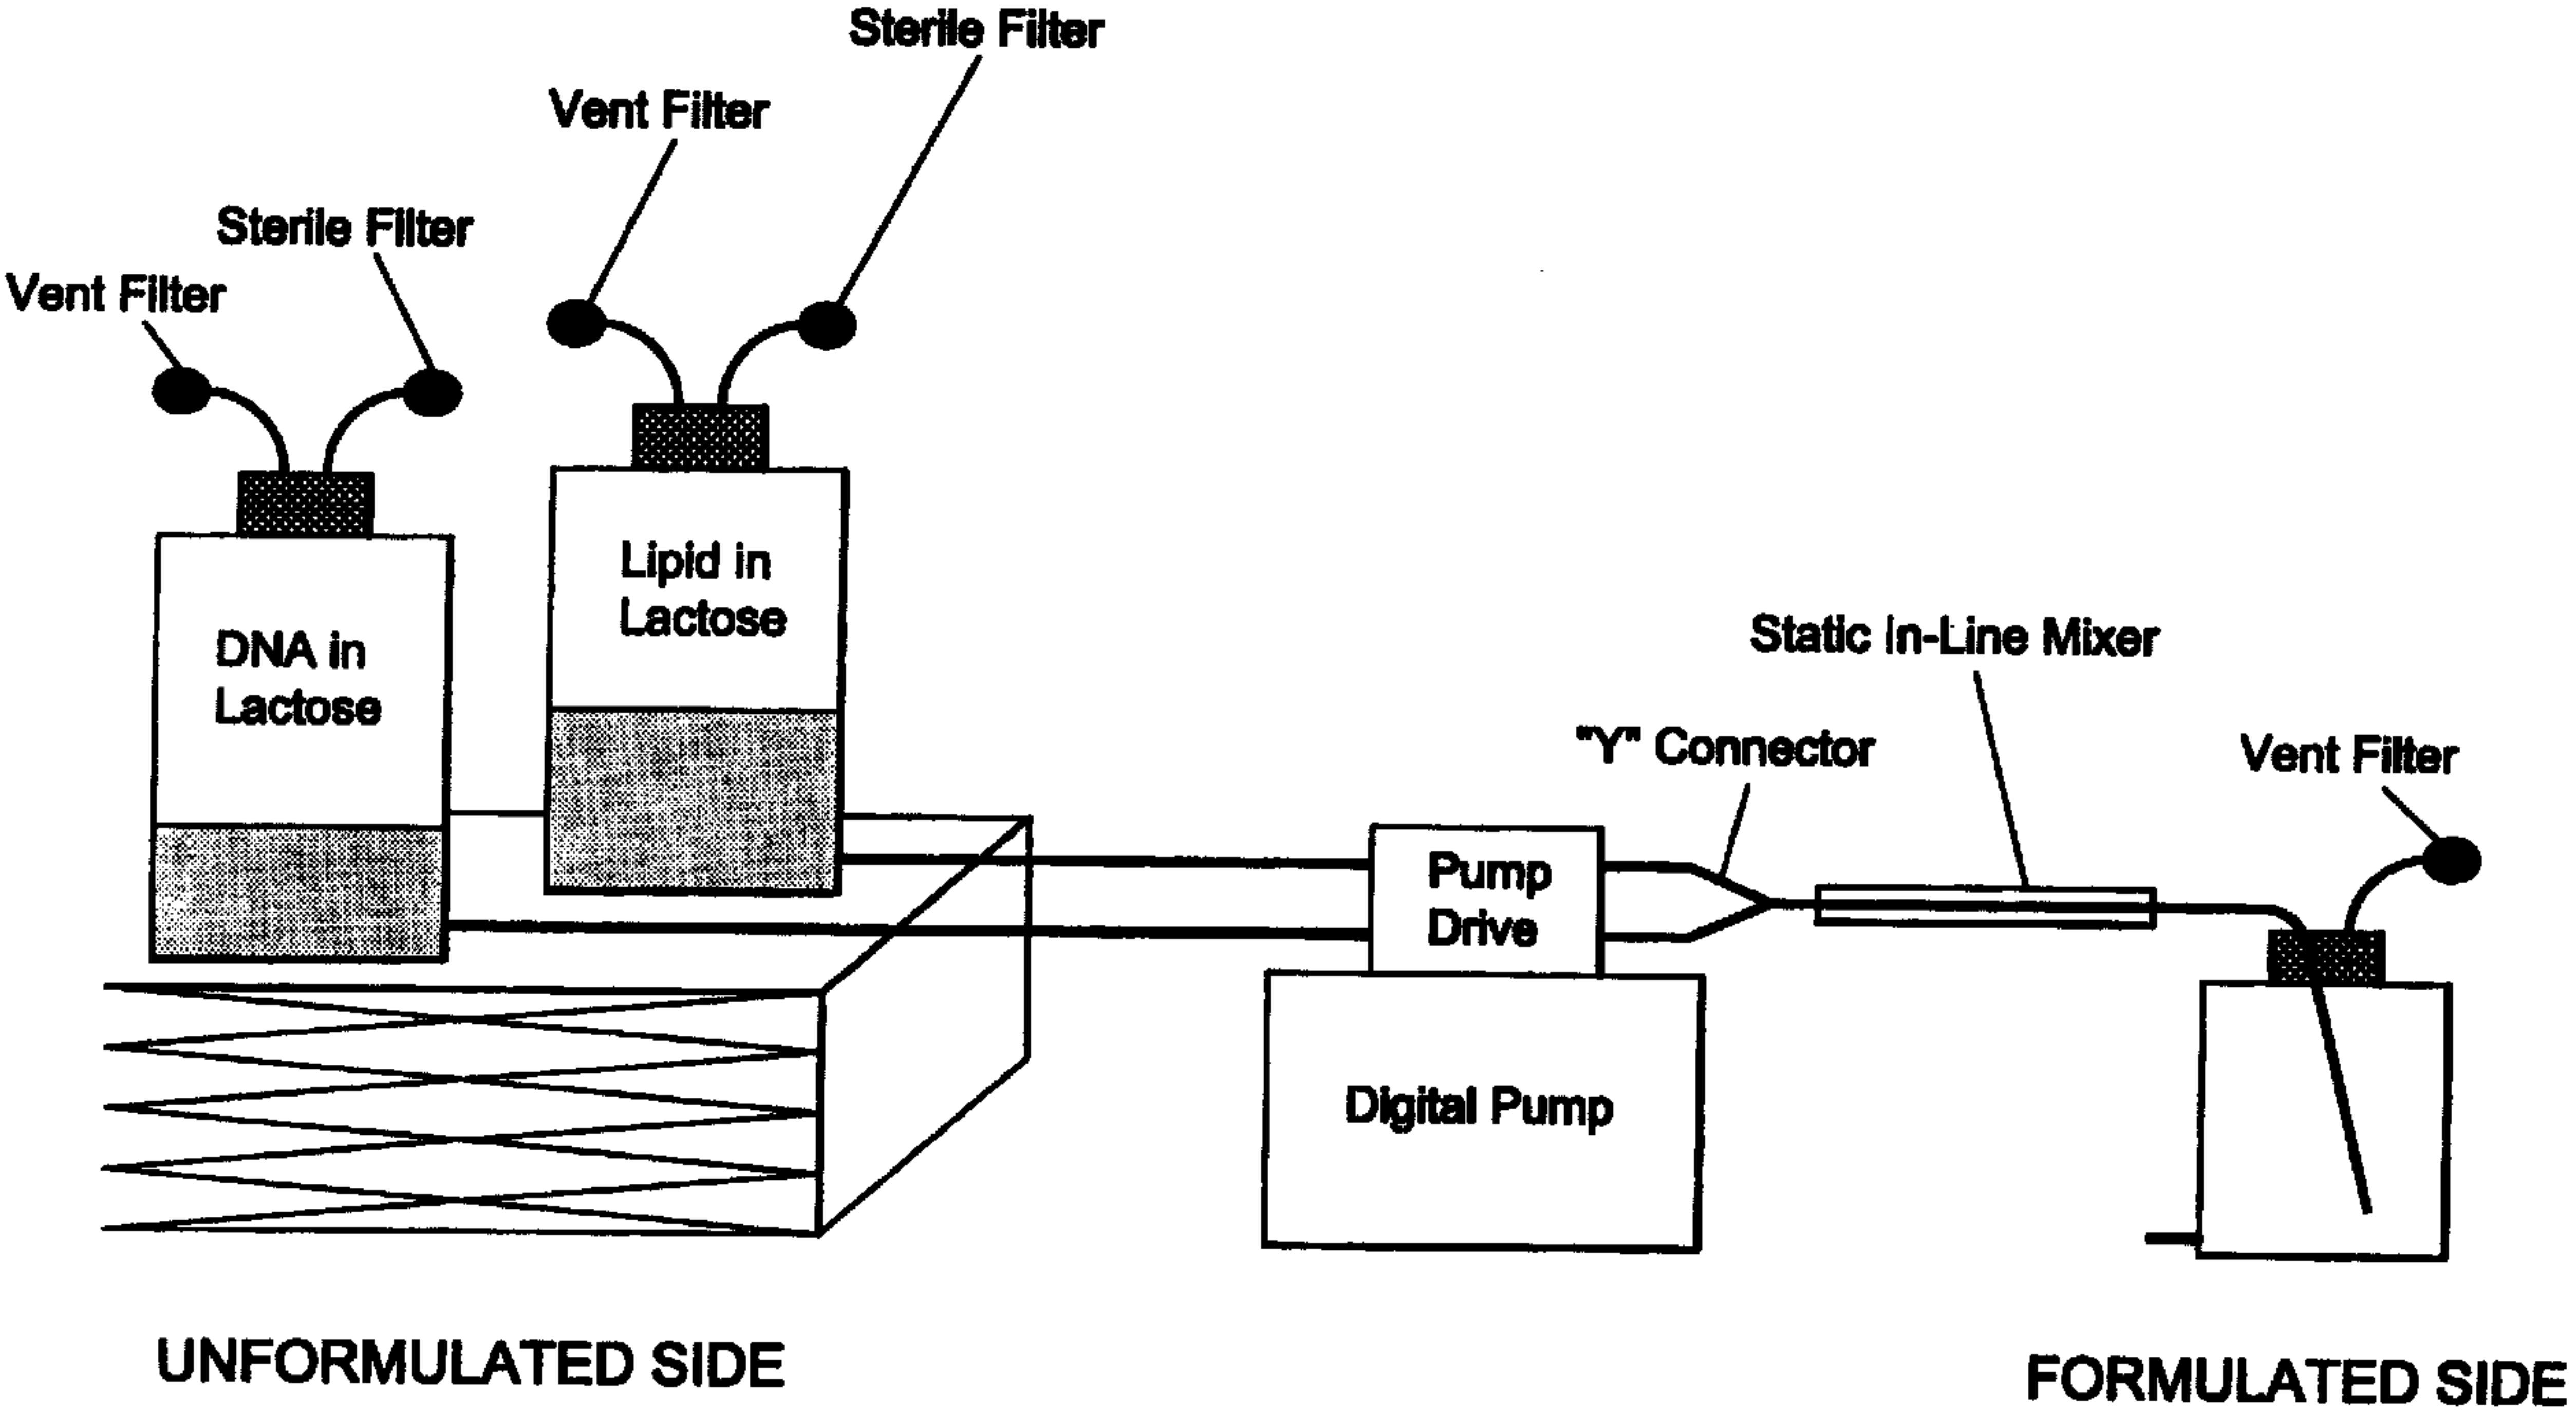 Sterile Filter
Vent Filter
Sterile Filter
Vent Filter
Lipid in
Lactose
DNA in
Lactose
Static In-Line Mixer
"Y" Connector
Vent Filter
Pump
Drive
Digital Pump
UNFORMULATED SIDE
FORMULATED SIDE